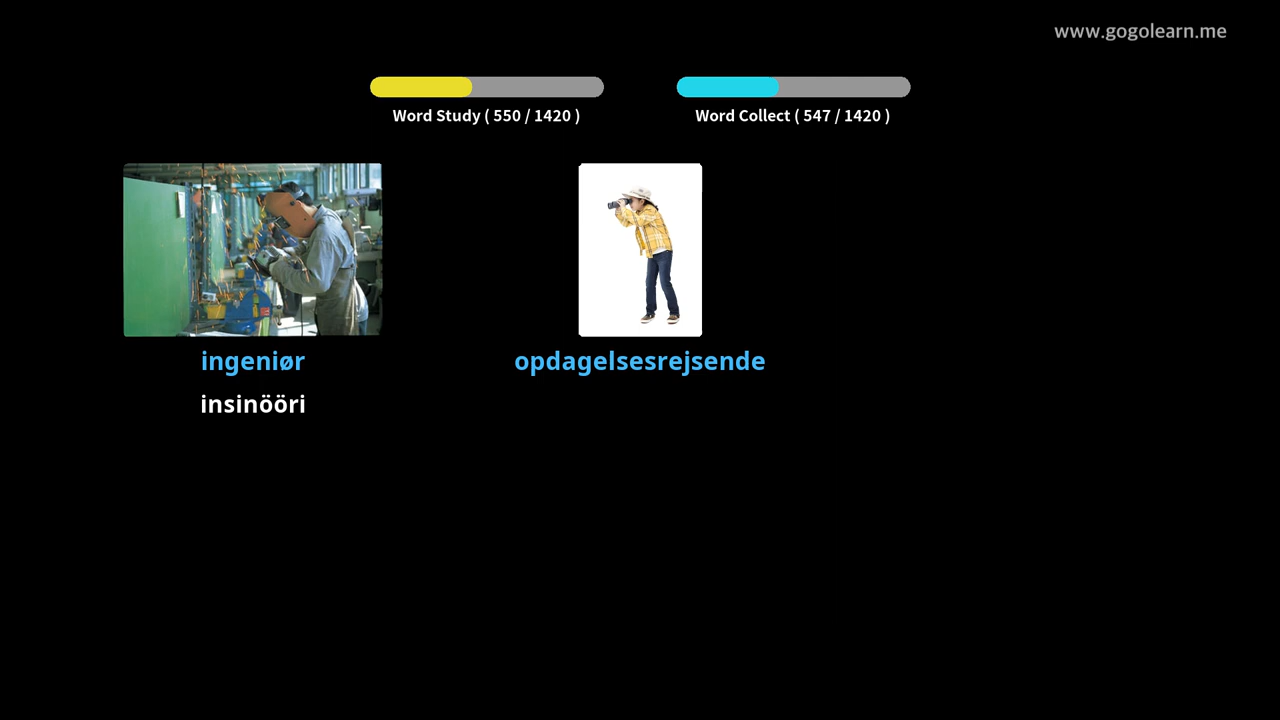 www.gogolearn.me
Word Study ( 550 / 1420 )
Word Collect ( 547 / 1420 )
ingeniør
insinööri
opdagelsesrejsende